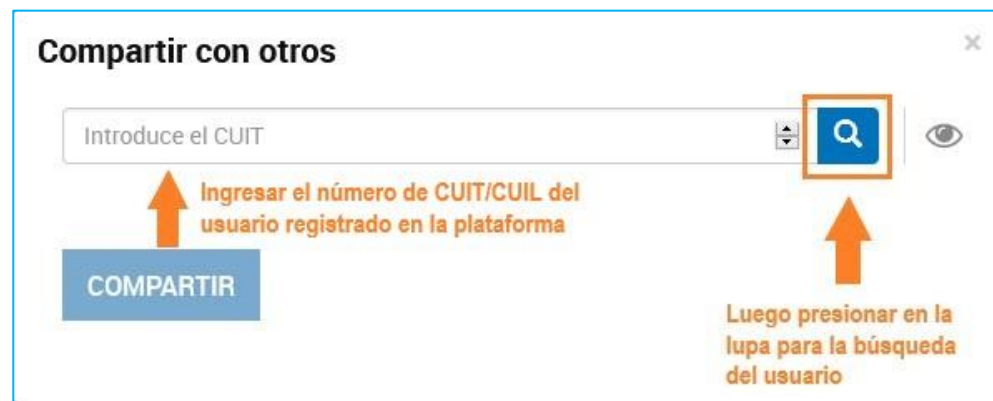 Compartir con otros
Introduce el CUIT
Ingresar el número de CUIT/CUIL del
usuario registrado en la plataforma
COMPARTIR
Luego presionar en la
lupa para la búsqueda
del usuario